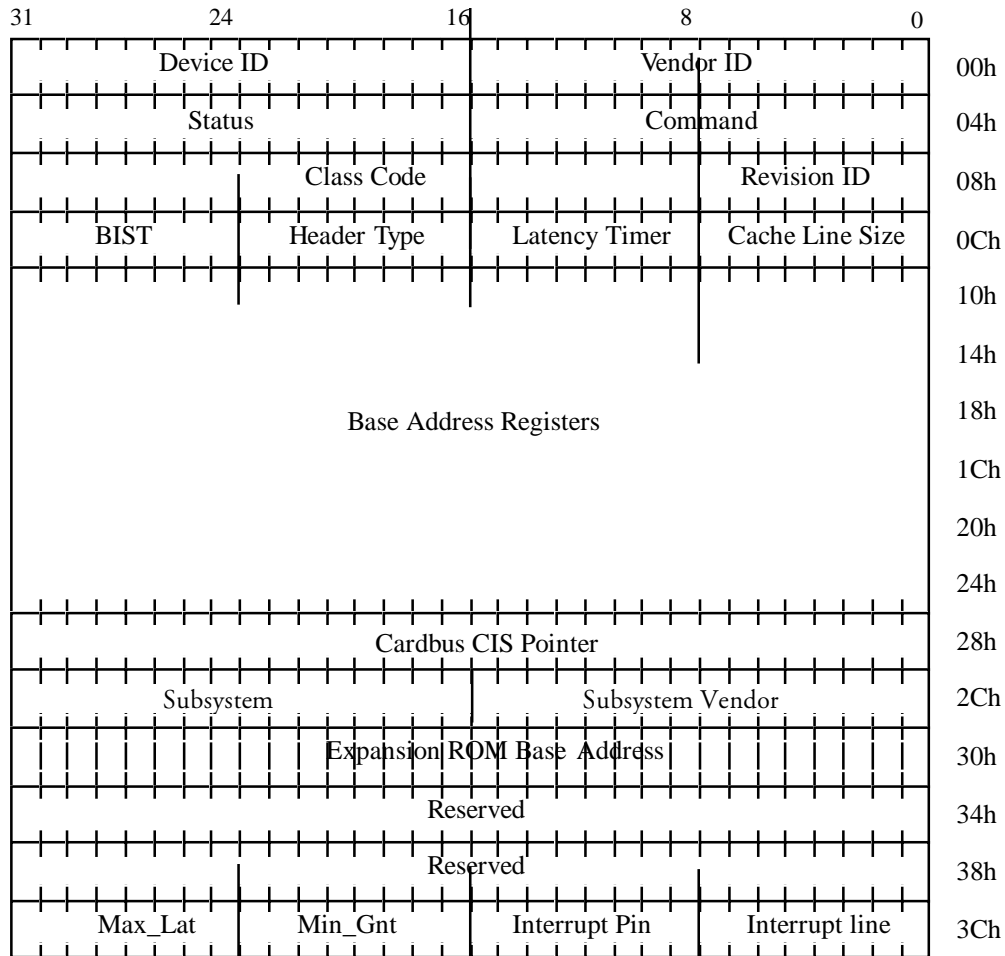 31 24 16 8 0
Device ID Vendor ID 00h
Status Command 04h
Class Code Revision ID 08h
BIST Header Type Latency Timer Cache Line Size 0Ch
10h
14h
Base Address Registers 18h
1Ch
20h
24h
Cardbus CIS Pointer 28h
Subsystem Subsystem Vendor 2Ch
Expansion ROM Base Address 30h
Reserved 34h
Reserved 38h
Max_Lat Min_Gnt Interrupt Pin Interrupt line 3Ch